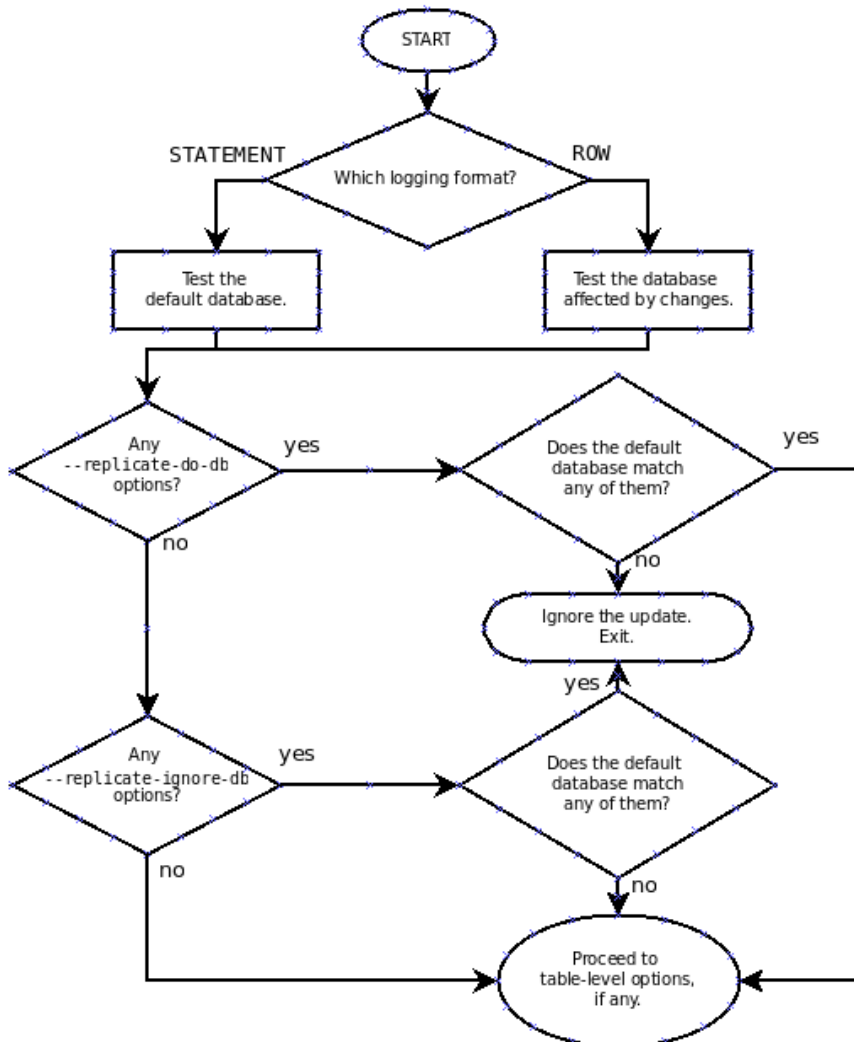 START
STATEMENT
ROW
Which logging format?
Test the
default database.
Test the database
affected by changes.
Any
--replicate-do-db
options?
yes
Does the default
database match
any of them?
yes
no
no
Ignore the update.
Exit.
yes
Any
--replicate-ignore-db
options?
yes
Does the default
database match
any of them?
no
no
Proceed to
table-level options,
if any.